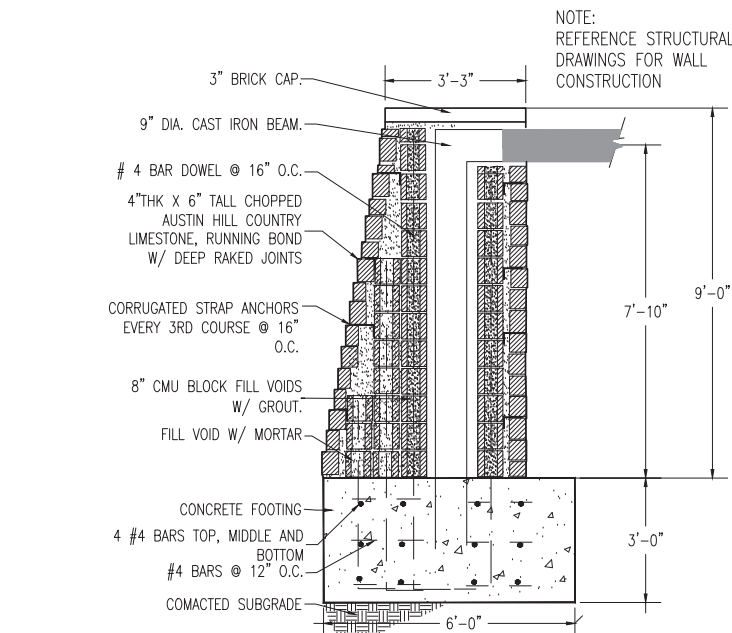 NOTE:
REFERENCE STRUCTURAL
DRAWINGS FOR WALL
CONSTRUCTION
3" BRICK CAP.
3'-3"
9" DIA. CAST IRON BEAM.
# 4 BAR DOWEL @ 16" O.C.
4"THK X 6" TALL CHOPPED
AUSTIN HILL COUNTRY
LIMESTONE, RUNNING BOND
W/ DEEP RAKED JOINTS
CORRUGATED STRAP ANCHORS
EVERY 3RD COURSE @ 16"
O.C.
7'-10"
9'-0"
8" CMU BLOCK FILL VOIDS
W/ GROUT.
FILL VOID W/ MORTAR
CONCRETE FOOTING
4 #4 BARS TOP, MIDDLE AND
BOTTOM
#4 BARS @ 12" O.C.
3'-0"
COMACTED SUBGRADE
6'-0"